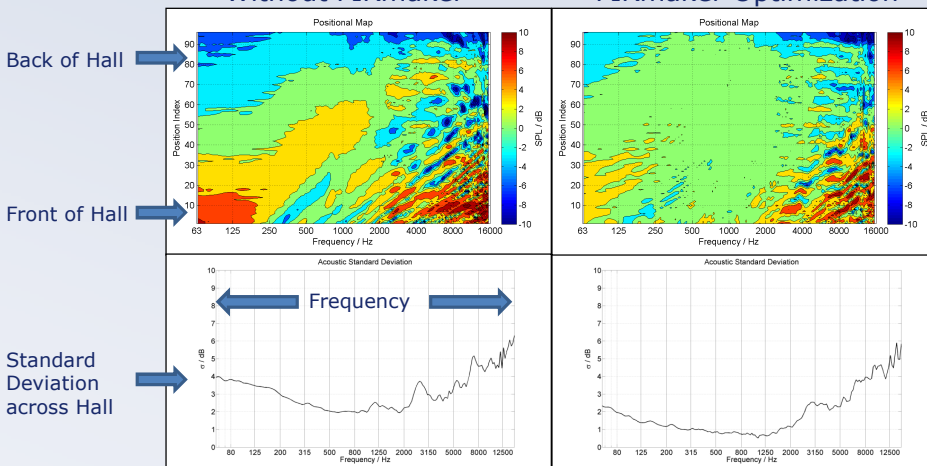 Positional Map
Positional Map
Back of Hall
Front of Hall
Position Index
90
80
70
60
50
40
30
20
10
63 125 250 500 1000 2000 4000 8000 16000
Frequency / Hz
10
8
6
4
2
0
-2
-4
-6
-8
-10
SPL / dB
Position Index
90
80
70
60
50
40
30
20
10
63 125 250 500 1000 2000 4000 8000 16000
Frequency / Hz
10
8
6
4
2
0
-2
-4
-6
-8
-10
SPL / dB
Acoustic Standard Deviation
Acoustic Standard Deviation
Frequency
Standard
Deviation
across Hall
σ / dB
10
9
8
7
6
5
4
3
2
1
0
80 125 200 315 500 800 1250 2000 3150 5000 8000 12500
Frequency / Hz
σ / dB
10
9
8
7
6
5
4
3
2
1
0
80 125 200 315 500 800 1250 2000 3150 5000 8000 12500
Frequency / Hz